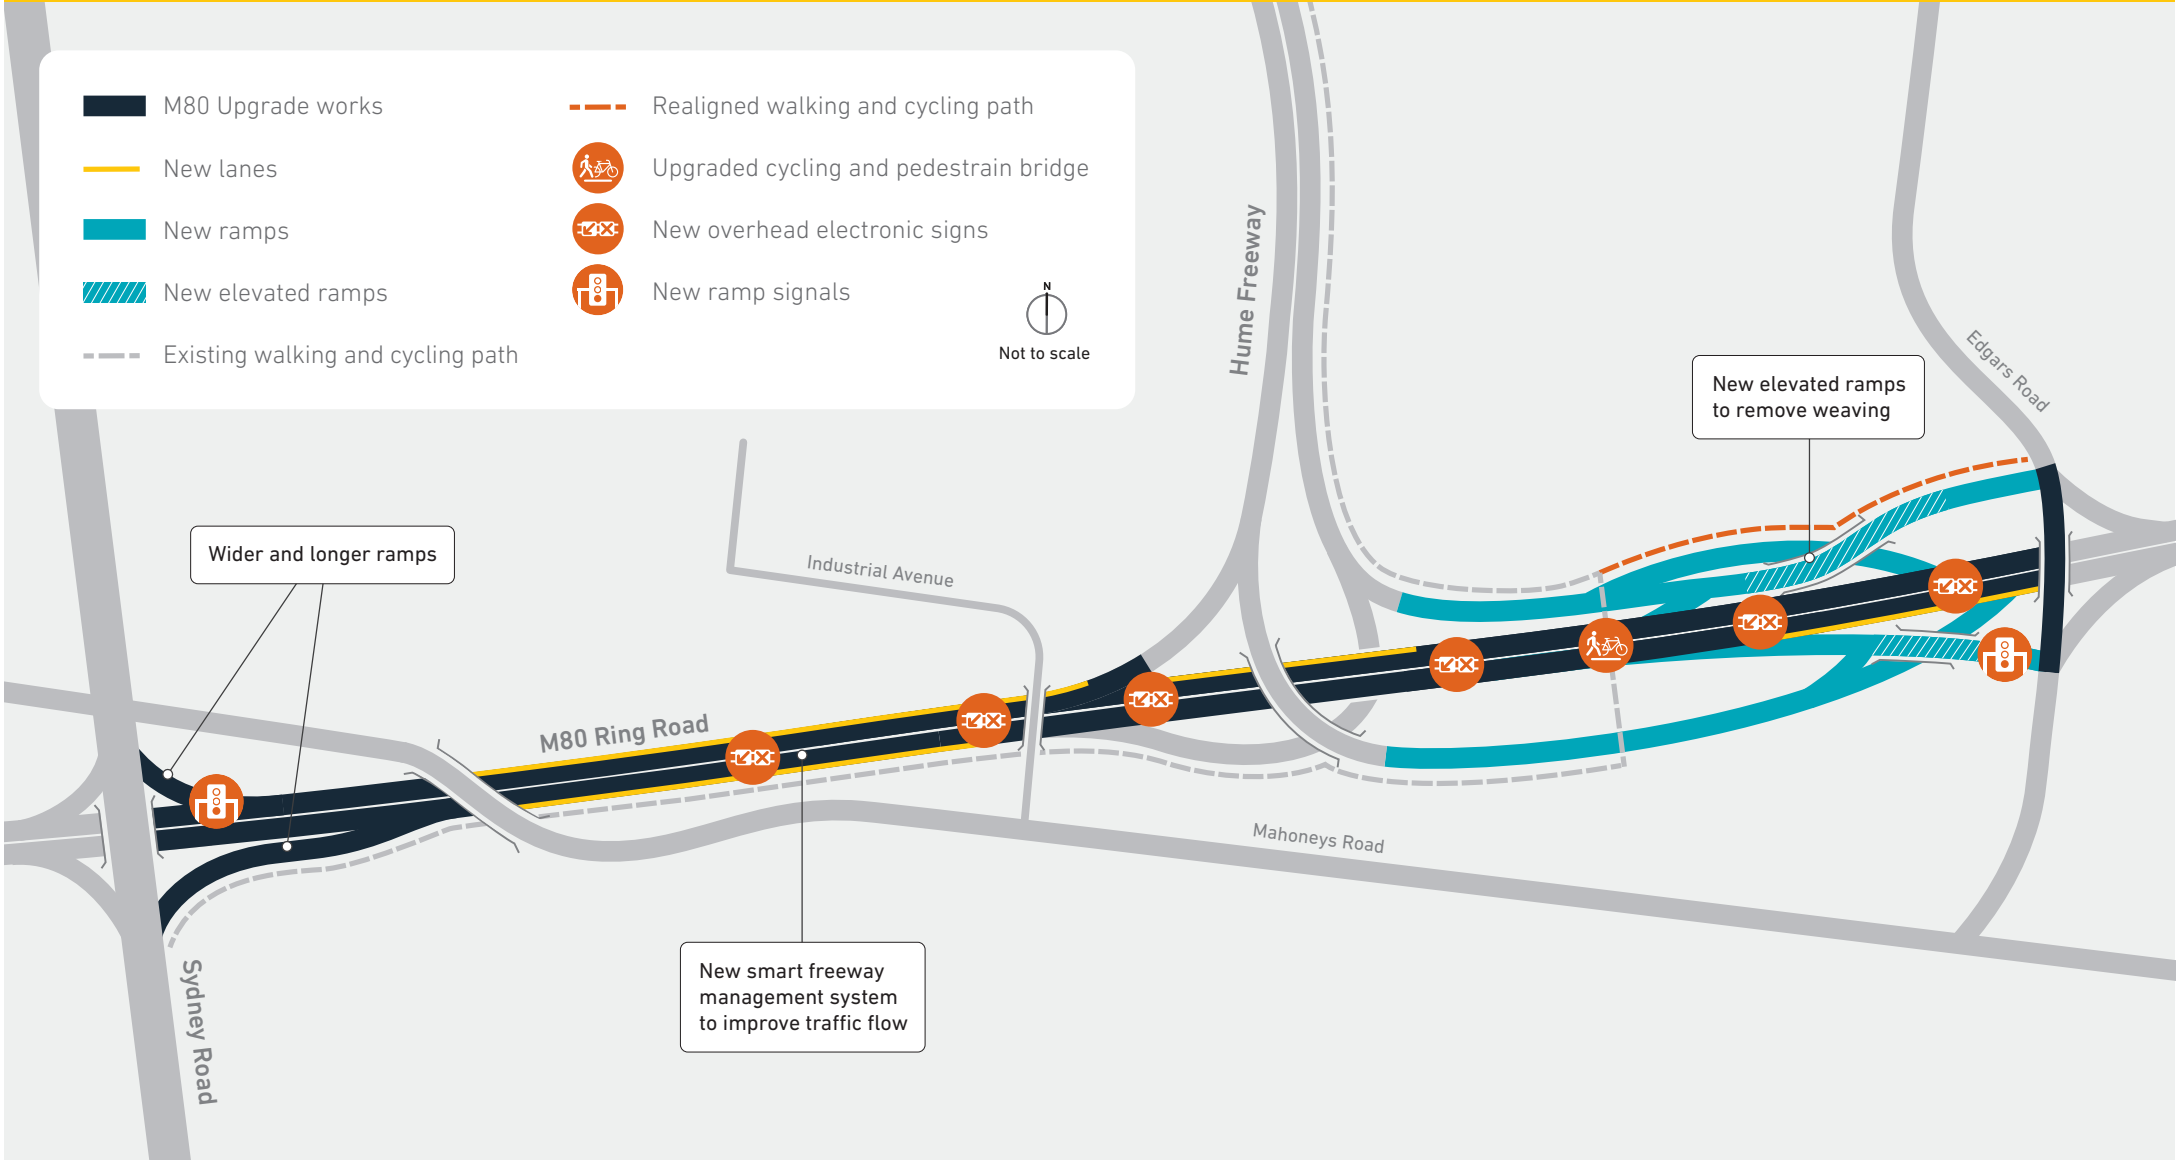 M80 Upgrade works
New lanes
New ramps
New elevated ramps
Existing walking and cycling path
Realigned walking and cycling path
Upgraded cycling and pedestrain bridge
New overhead electronic signs
New ramp signals
N
Not to scale
Hume Freeway
Edgars Road
New elevated ramps
to remove weaving
Wider and longer ramps
Industrial Avenue
M80 Ring Road
Mahoneys Road
New smart freeway
management system
to improve traffic flow
Sydney Road